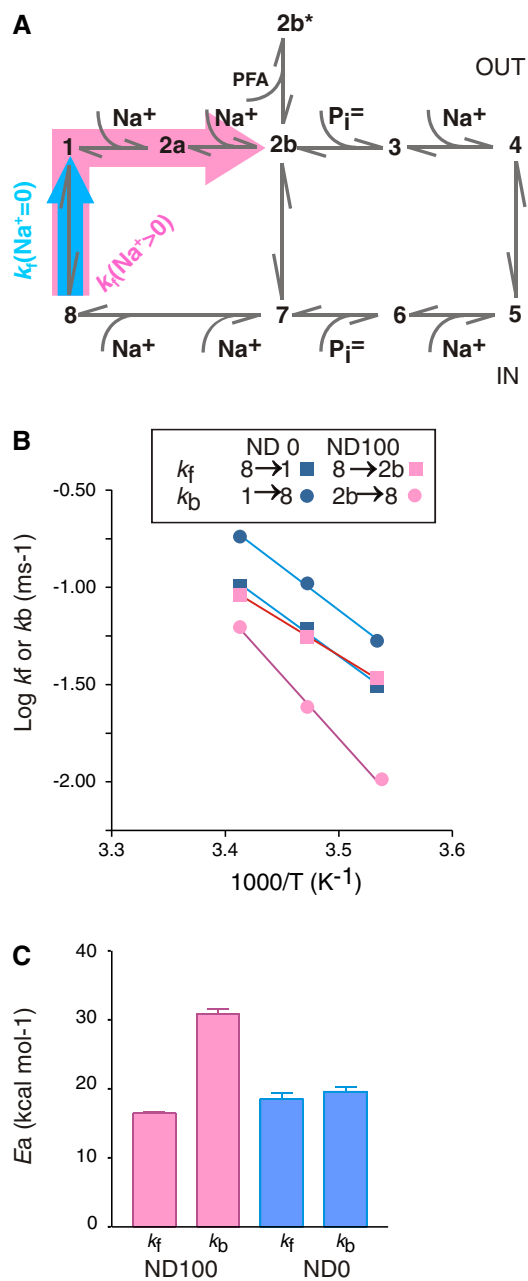 A
2b*
OUT
PFA
Na+ Na+ Pi= Na+
1 2a 2b 3 4
kf(Na+=0)
kf(Na+>0)
8 7 6 5
Na+ Na+ Pi= Na+
IN
B
ND 0 ND100
kf 8→1 8→2b
kb 1→8 2b→8
Log kf or kb (ms-1)
-0.50
-1.00
-1.50
-2.00
3.3 3.4 3.5 3.6
1000/T (K-1)
C
Ea (kcal mol-1)
40
30
20
10
0
kf kb kf kb
ND100 ND0